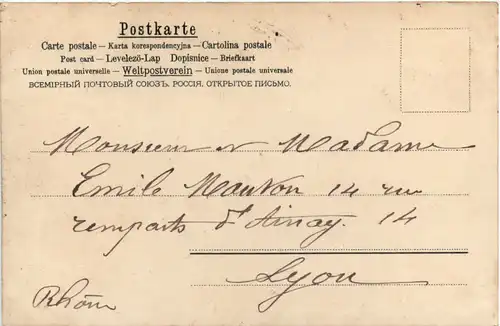 Postkarte
Carte postale — Karta korespondencyjna — Cartolina postale
Post card — Levelező-Lap Dopisnice — Briefkaart
Union postale universelle — Weltpostverein — Unione postale universale
ВСЕМІРНЫЙ ПОЧТОВЫЙ СОЮЗЪ. РОССІЯ. ОТКРЫТОЕ ПИСЬМО.
Monsieur et Madame
Emile 14 rue
remparts d'Ainay. 14
Lyon
Rhône